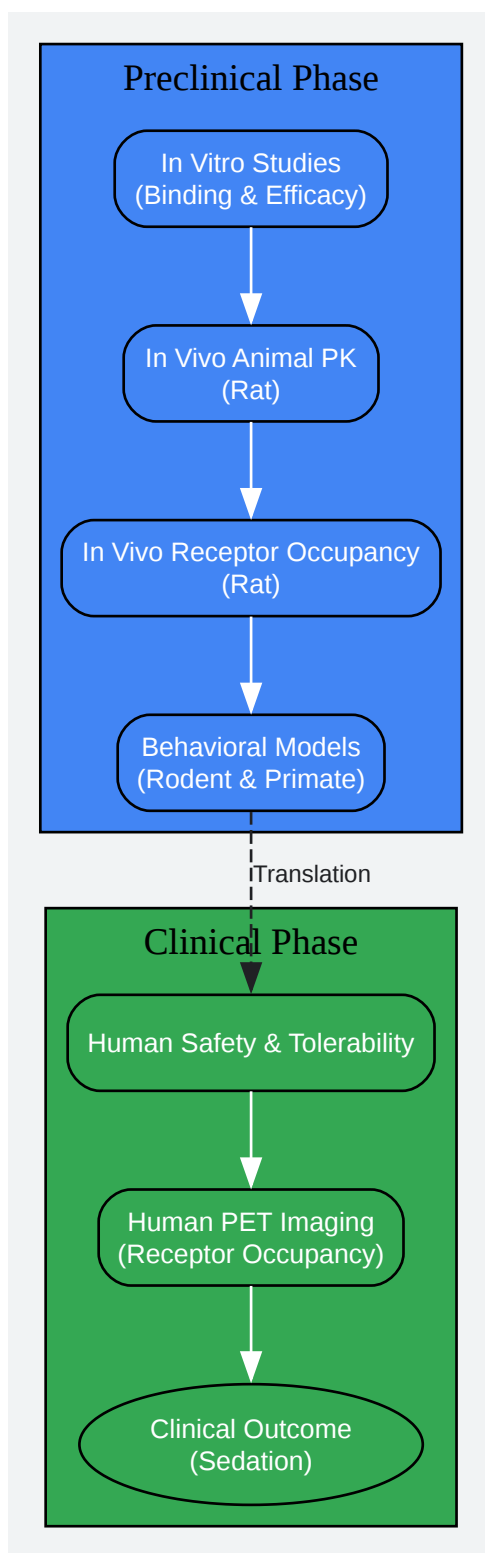 Preclinical Phase
In Vitro Studies
(Binding & Efficacy)
In Vivo Animal PK
(Rat)
In Vivo Receptor Occupancy
(Rat)
Behavioral Models
(Rodent & Primate)
Translation
Clinical Phase
Human Safety & Tolerability
Human PET Imaging
(Receptor Occupancy)
Clinical Outcome
(Sedation)